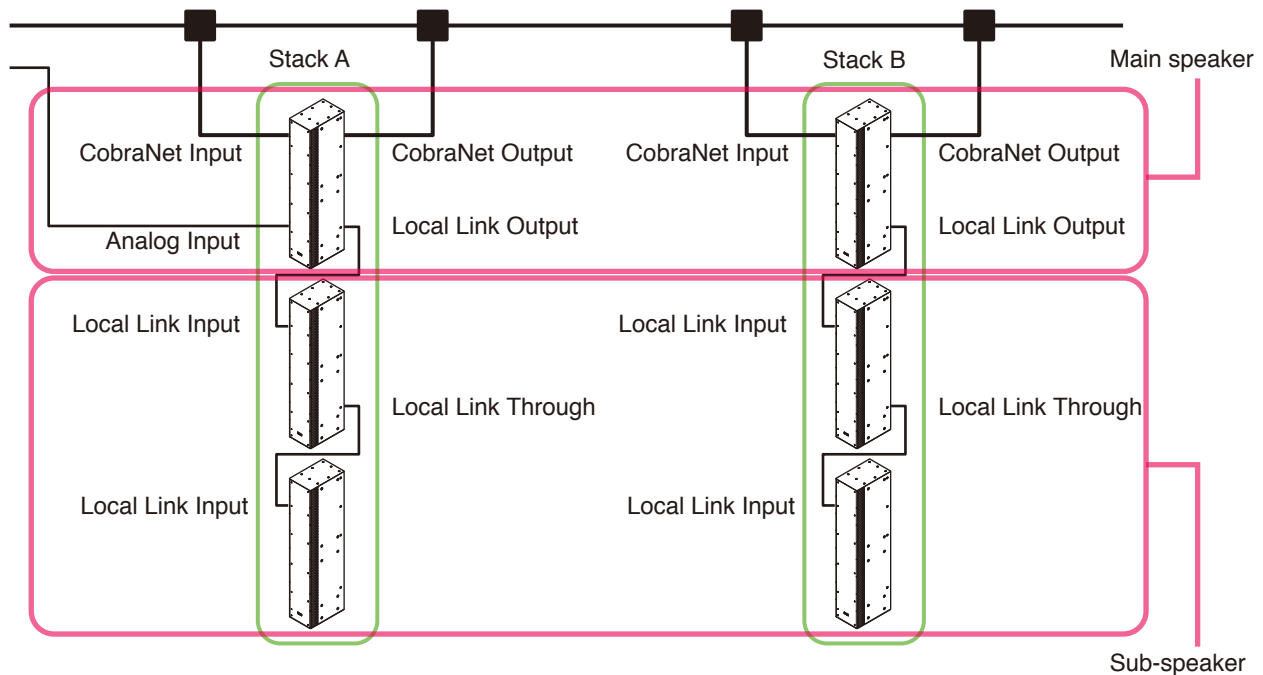 Stack A
Stack B
Main speaker
CobraNet Input
CobraNet Output
CobraNet Input
CobraNet Output
Analog Input
Local Link Output
Local Link Output
Local Link Input
Local Link Input
Local Link Through
Local Link Through
Local Link Input
Local Link Input
Sub-speaker